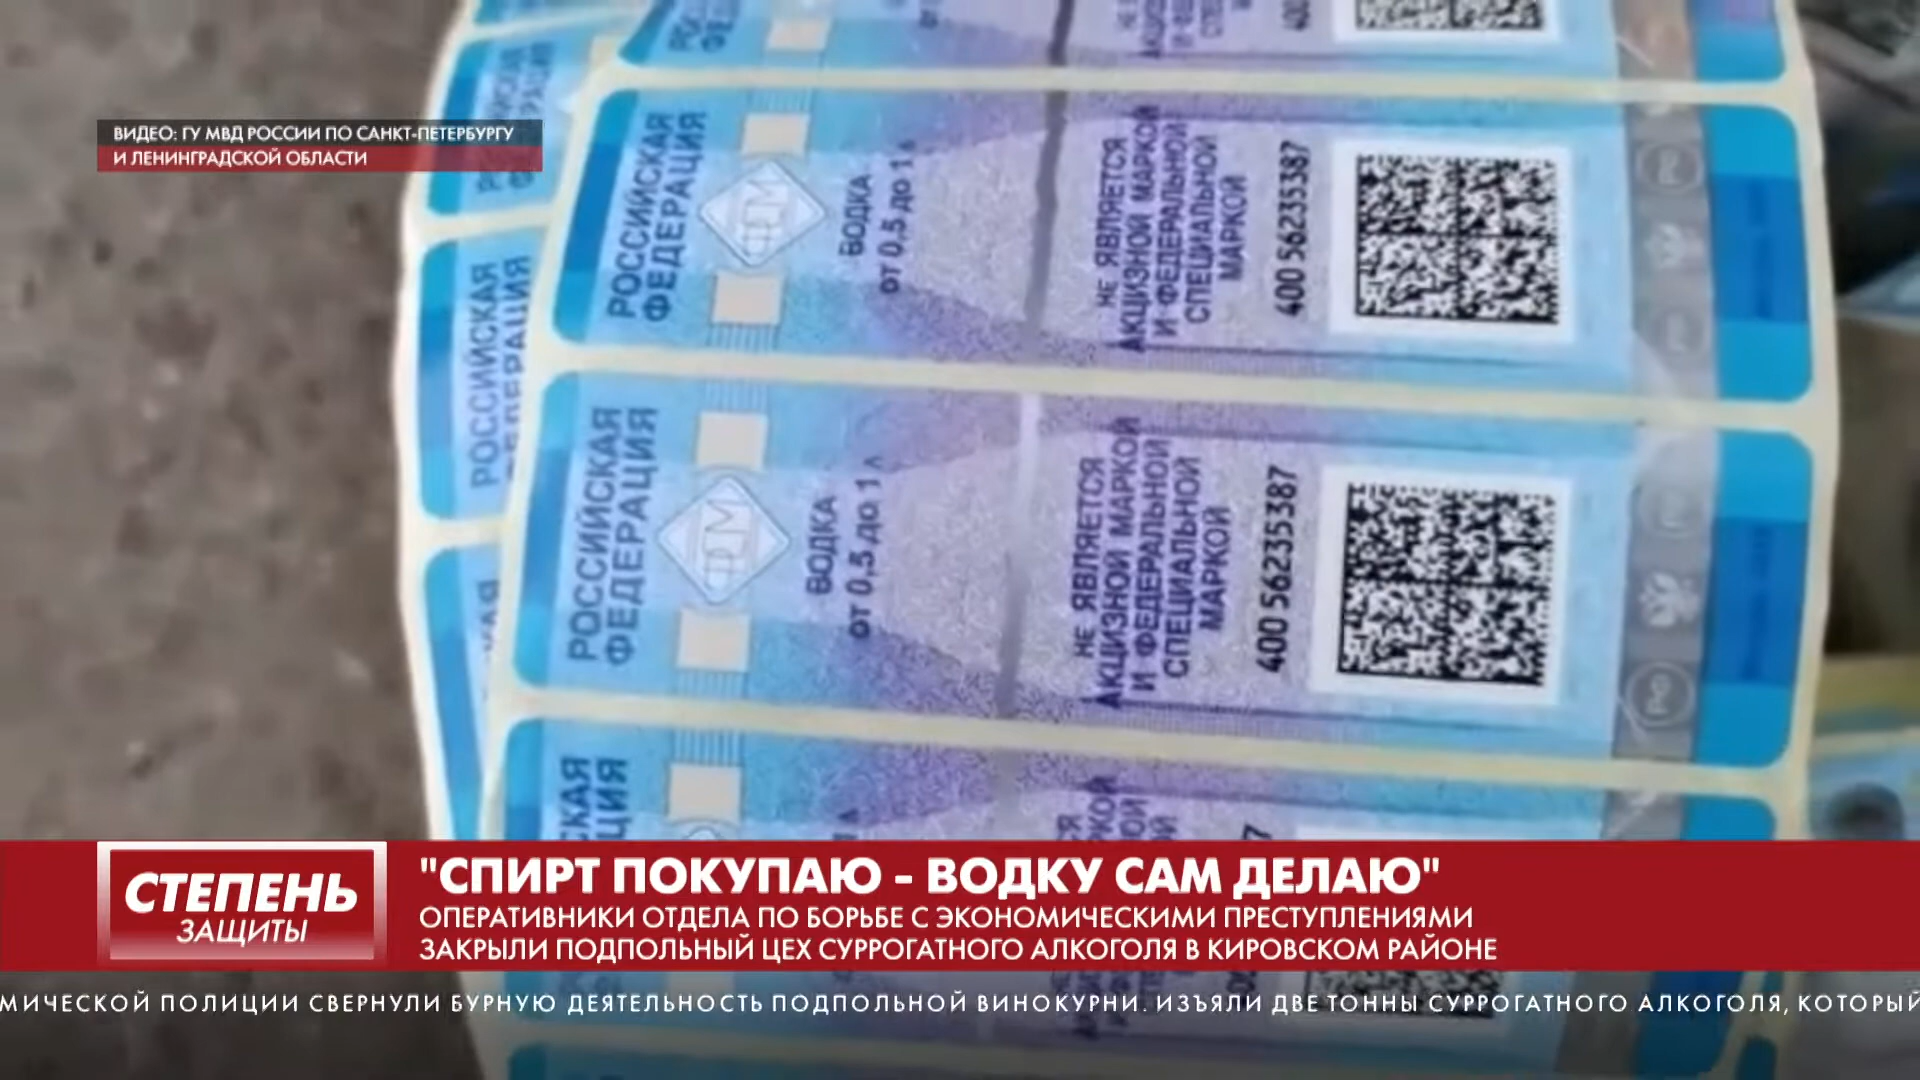 ВИДЕО: ГУ МВД РОССИИ ПО САНКТ-ПЕТЕРБУРГУ
И ЛЕНИНГРАДСКОЙ ОБЛАСТИ
РОССИЙСКАЯ
ФЕДЕРАЦИЯ
ФСМ
ВОДКА
от 0,5 до 1 л
НЕ ЯВЛЯЕТСЯ
АКЦИЗНОЙ МАРКОЙ
И ФЕДЕРАЛЬНОЙ
СПЕЦИАЛЬНОЙ
МАРКОЙ
400 56235387
РОССИЙСКАЯ
ФЕДЕРАЦИЯ
ФСМ
ВОДКА
от 0,5 до 1 л
НЕ ЯВЛЯЕТСЯ
АКЦИЗНОЙ МАРКОЙ
И ФЕДЕРАЛЬНОЙ
СПЕЦИАЛЬНОЙ
МАРКОЙ
400 56235387
РОССИЙСКАЯ
СТЕПЕНЬ
ЗАЩИТЫ
"СПИРТ ПОКУПАЮ - ВОДКУ САМ ДЕЛАЮ"
ОПЕРАТИВНИКИ ОТДЕЛА ПО БОРЬБЕ С ЭКОНОМИЧЕСКИМИ ПРЕСТУПЛЕНИЯМИ
ЗАКРЫЛИ ПОДПОЛЬНЫЙ ЦЕХ СУРРОГАТНОГО АЛКОГОЛЯ В КИРОВСКОМ РАЙОНЕ
МИЧЕСКОЙ ПОЛИЦИИ СВЕРНУЛИ БУРНУЮ ДЕЯТЕЛЬНОСТЬ ПОДПОЛЬНОЙ ВИНОКУРНИ. ИЗЪЯЛИ ДВЕ ТОННЫ СУРРОГАТНОГО АЛКОГОЛЯ, КОТОРЫЙ